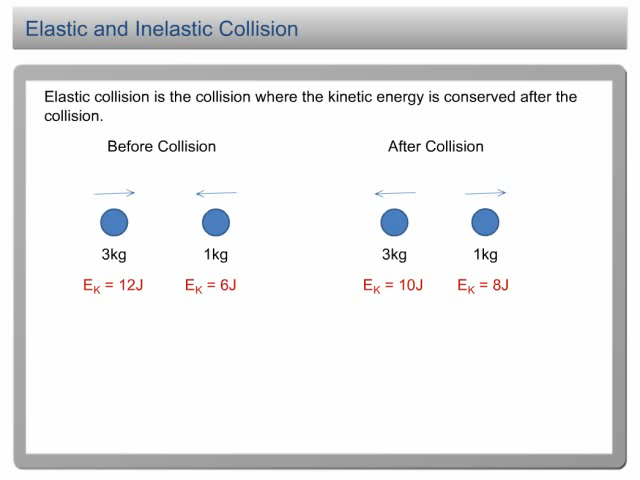 Elastic and Inelastic Collision
Elastic collision is the collision where the kinetic energy is conserved after the
collision.
Before Collision
After Collision
3kg
1kg
3kg
1kg
EK = 12J
EK = 6J
EK = 10J
EK = 8J